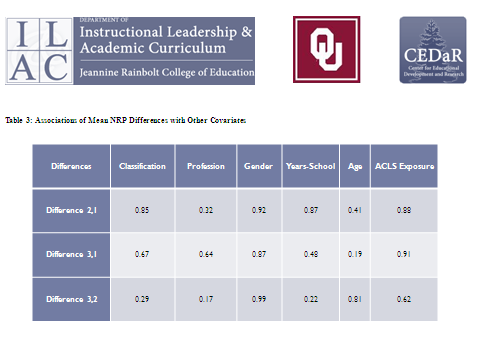 DEPARTMENT OF
I L
A C
Instructional Leadership &
Academic Curriculum
Jeannine Rainbolt College of Education
OU
CEDaR
Center for Educational
Development and Research
Table 3: Associations of Mean NRP Differences with Other Covariates
Differences Classification Profession Gender Years-School Age ACLS Exposure
Difference 2,1 0.85 0.32 0.92 0.87 0.41 0.88
Difference 3,1 0.67 0.64 0.87 0.48 0.19 0.91
Difference 3,2 0.29 0.17 0.99 0.22 0.81 0.62